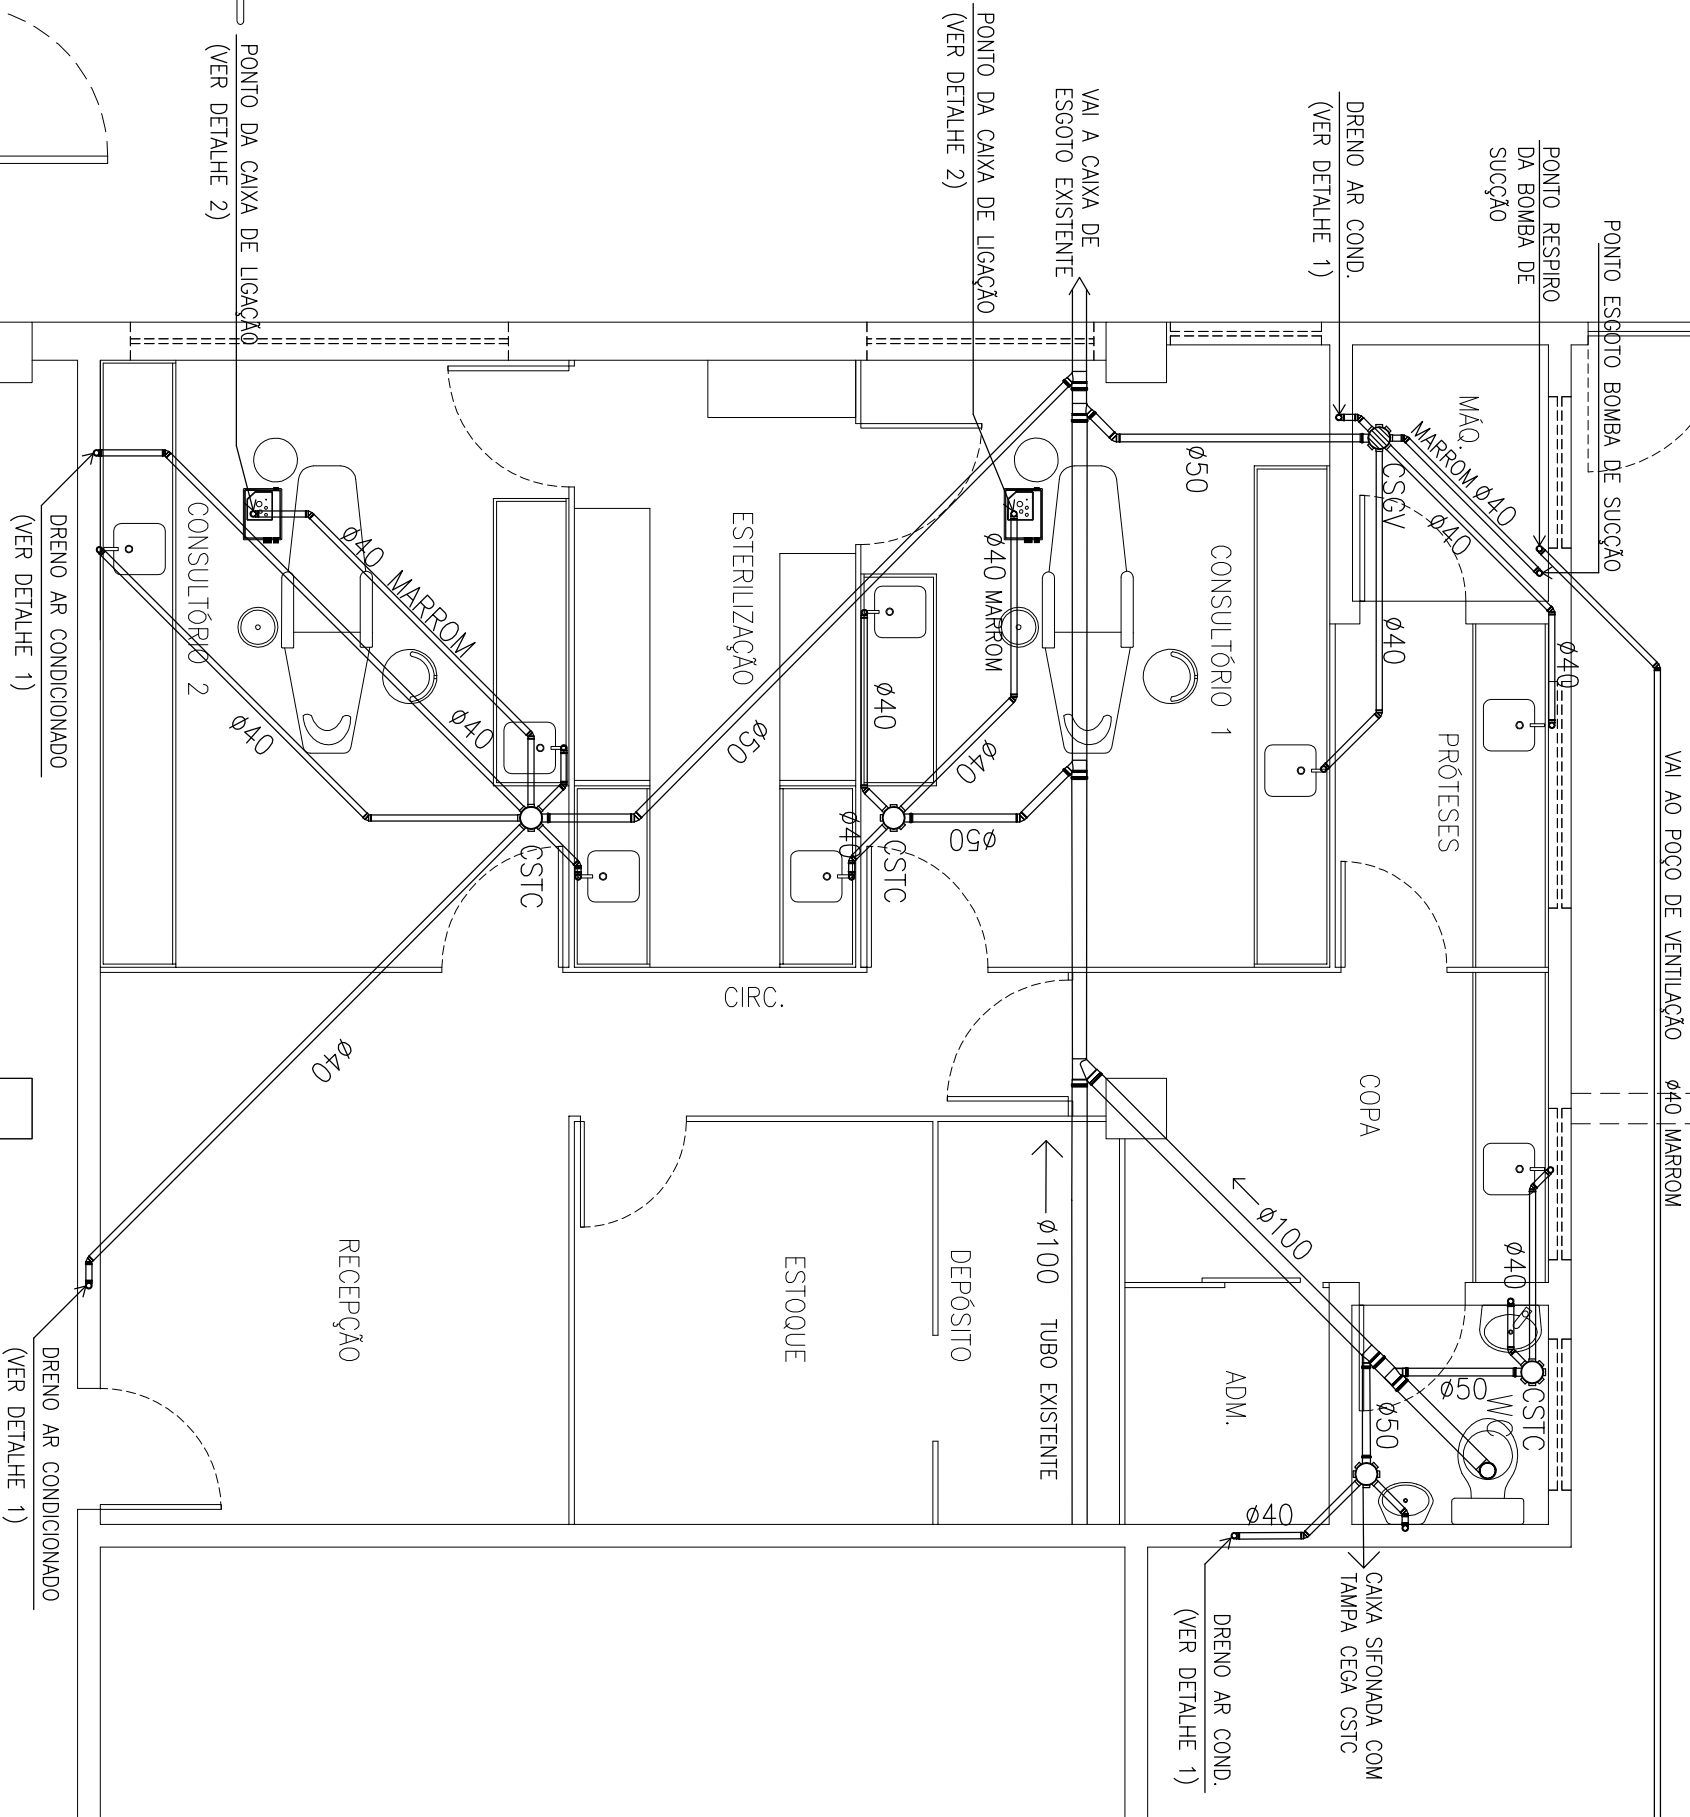 PONTO ESGOTO BOMBA DE SUCÇÃO
PONTO RESPIRO
DA BOMBA DE
SUCÇÃO
DRENO AR COND.
(VER DETALHE 1)
VAI A CAIXA DE
ESGOTO EXISTENTE
PONTO DA CAIXA DE LIGAÇÃO
(VER DETALHE 2)
PONTO DA CAIXA DE LIGAÇÃO
(VER DETALHE 2)
VAI AO POÇO DE VENTILAÇÃO
ø40 MARROM
MÁQ.
MARROM ø40
CSGV
ø40
ø40
ø40
ø50
PRÓTESES
CONSULTÓRIO 1
ø40 MARROM
ø40
ø40
ø50
ø40
CSTC
ESTERILIZAÇÃO
ø50
CONSULTÓRIO 2
ø40 MARROM
ø40
ø40
CSTC
DRENO AR CONDICIONADO
(VER DETALHE 1)
CIRC.
ø40
COPA
ø40
ø100
ø100
TUBO EXISTENTE
DEPÓSITO
ESTOQUE
RECEPÇÃO
ADM.
ø50
W
CSTC
ø50
ø40
DRENO AR CONDICIONADO
(VER DETALHE 1)
CAIXA SIFONADA COM
TAMPA CEGA CSTC
DRENO AR COND.
(VER DETALHE 1)